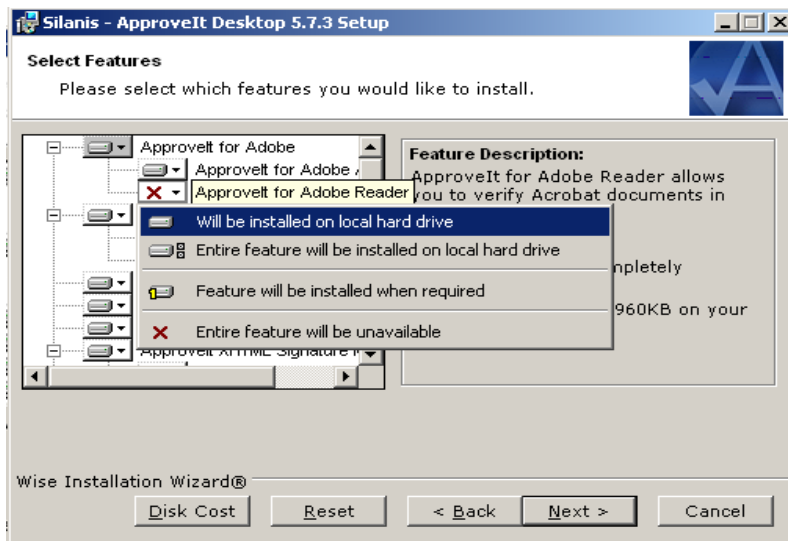 Silanis - ApproveIt Desktop 5.7.3 Setup
Select Features
Please select which features you would like to install.
ApproveIt for Adobe
ApproveIt for Adobe
ApproveIt for Adobe Reader
Will be installed on local hard drive
Entire feature will be installed on local hard drive
Feature will be installed when required
Entire feature will be unavailable
ApproveIt XHTML Signature
Feature Description:
ApproveIt for Adobe Reader allows
you to verify Acrobat documents in
960KB on your
Wise Installation Wizard®
Disk Cost
Reset
< Back
Next >
Cancel